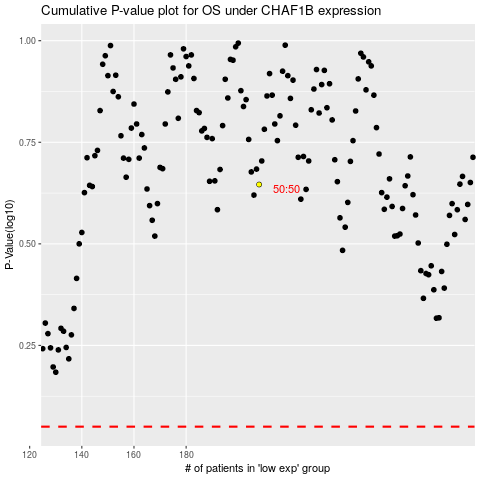 Cumulative P-value plot for OS under CHAF1B expression
1.00
0.75
0.50
0.25
P-Value(log10)
50:50
120 140 160 180
# of patients in 'low exp' group